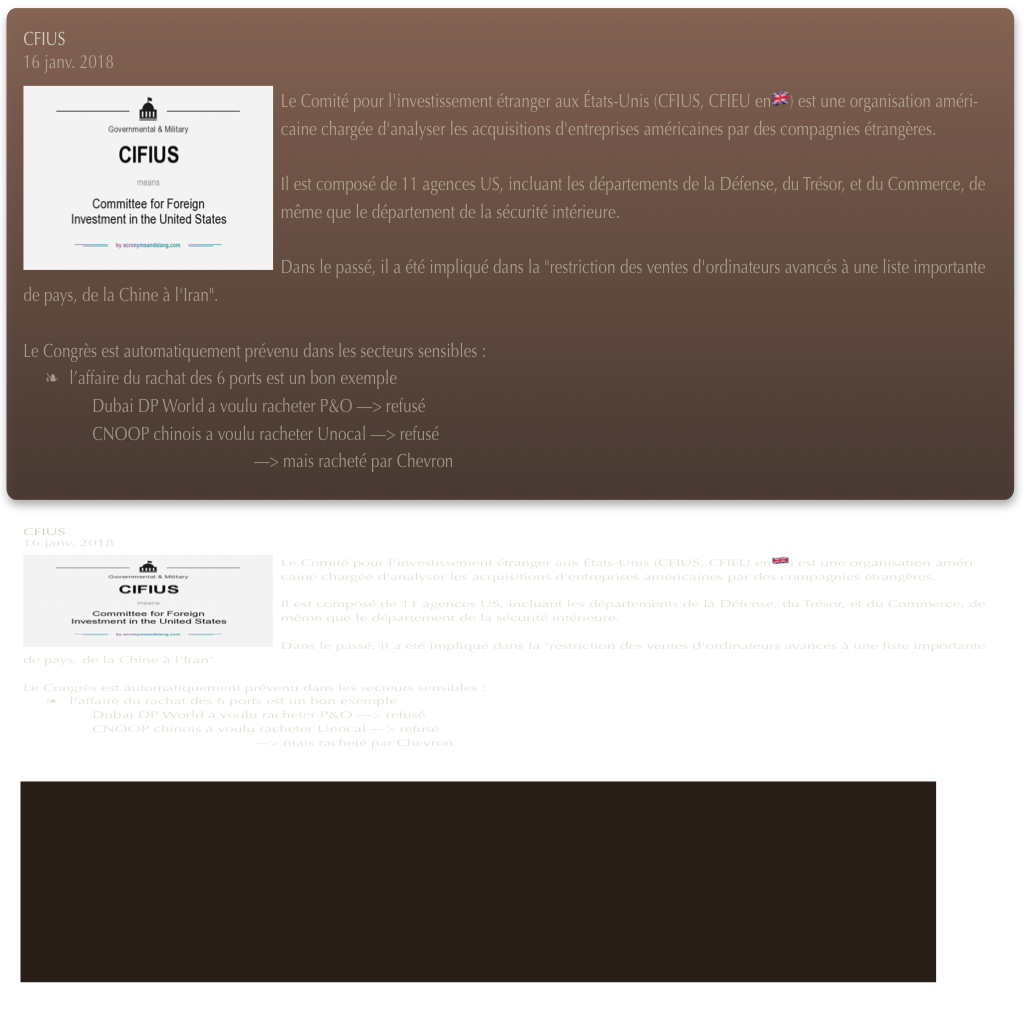 CFIUS
16 janv. 2018
Governmental & Military
CIFIUS
means
Committee for Foreign
Investment in the United States
by acronymsandslang.com
Le Comité pour l'investissement étranger aux États-Unis (CFIUS, CFIEU en🇬🇧) est une organisation améri-
caine chargée d'analyser les acquisitions d'entreprises américaines par des compagnies étrangères.
Il est composé de 11 agences US, incluant les départements de la Défense, du Trésor, et du Commerce, de
même que le département de la sécurité intérieure.
Dans le passé, il a été impliqué dans la "restriction des ventes d'ordinateurs avancés à une liste importante
de pays, de la Chine à l'Iran".
Le Congrès est automatiquement prévenu dans les secteurs sensibles :
❧ l’affaire du rachat des 6 ports est un bon exemple
Dubai DP World a voulu racheter P&O —> refusé
CNOOP chinois a voulu racheter Unocal —> refusé
—> mais racheté par Chevron
CFIUS
16 janv. 2018
Governmental & Military
CIFIUS
means
Committee for Foreign
Investment in the United States
by acronymsandslang.com
Le Comité pour l'investissement étranger aux États-Unis (CFIUS, CFIEU en🇬🇧) est une organisation améri-
caine chargée d'analyser les acquisitions d'entreprises américaines par des compagnies étrangères.
Il est composé de 11 agences US, incluant les départements de la Défense, du Trésor, et du Commerce, de
même que le département de la sécurité intérieure.
Dans le passé, il a été impliqué dans la "restriction des ventes d'ordinateurs avancés à une liste importante
de pays, de la Chine à l'Iran".
Le Congrès est automatiquement prévenu dans les secteurs sensibles :
❧ l’affaire du rachat des 6 ports est un bon exemple
Dubai DP World a voulu racheter P&O —> refusé
CNOOP chinois a voulu racheter Unocal —> refusé
—> mais racheté par Chevron